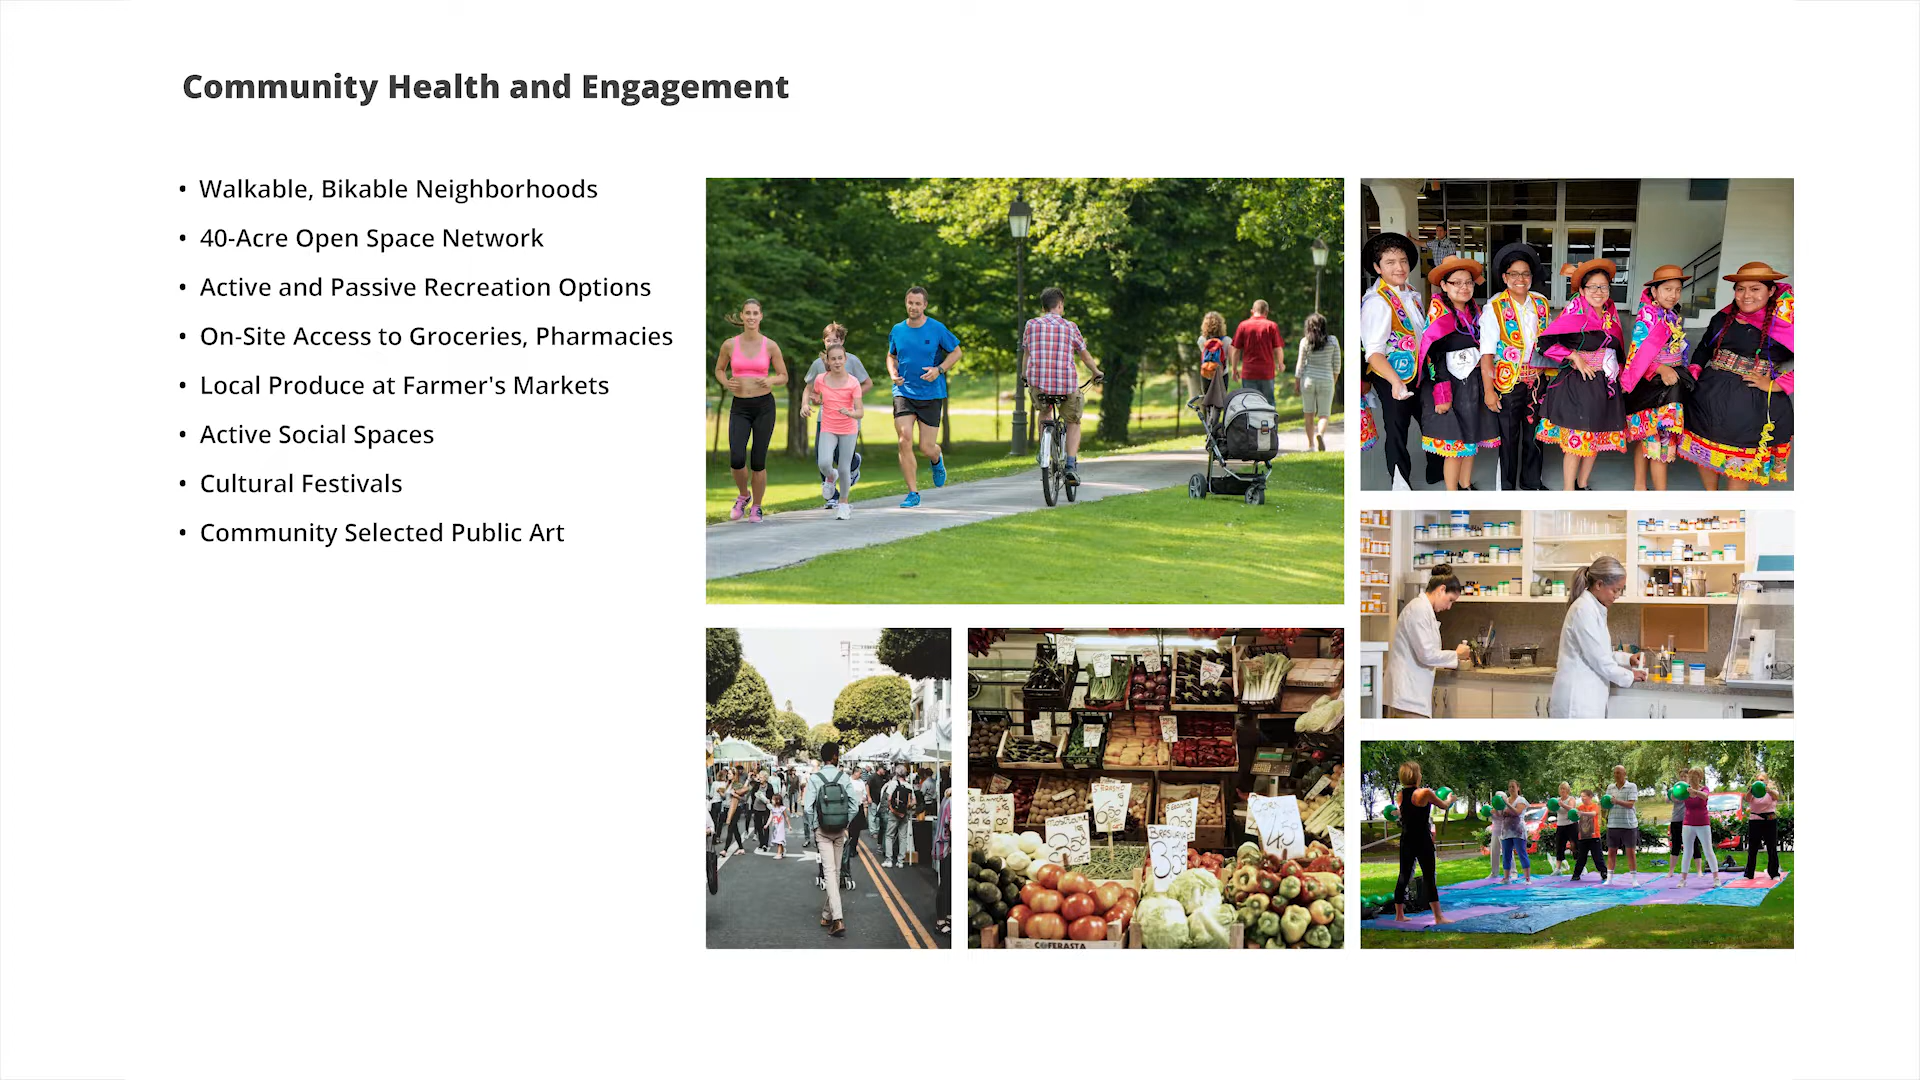 Community Health and Engagement
• Walkable, Bikable Neighborhoods
• 40-Acre Open Space Network
• Active and Passive Recreation Options
• On-Site Access to Groceries, Pharmacies
• Local Produce at Farmer's Markets
• Active Social Spaces
• Cultural Festivals
• Community Selected Public Art
COFERASTA